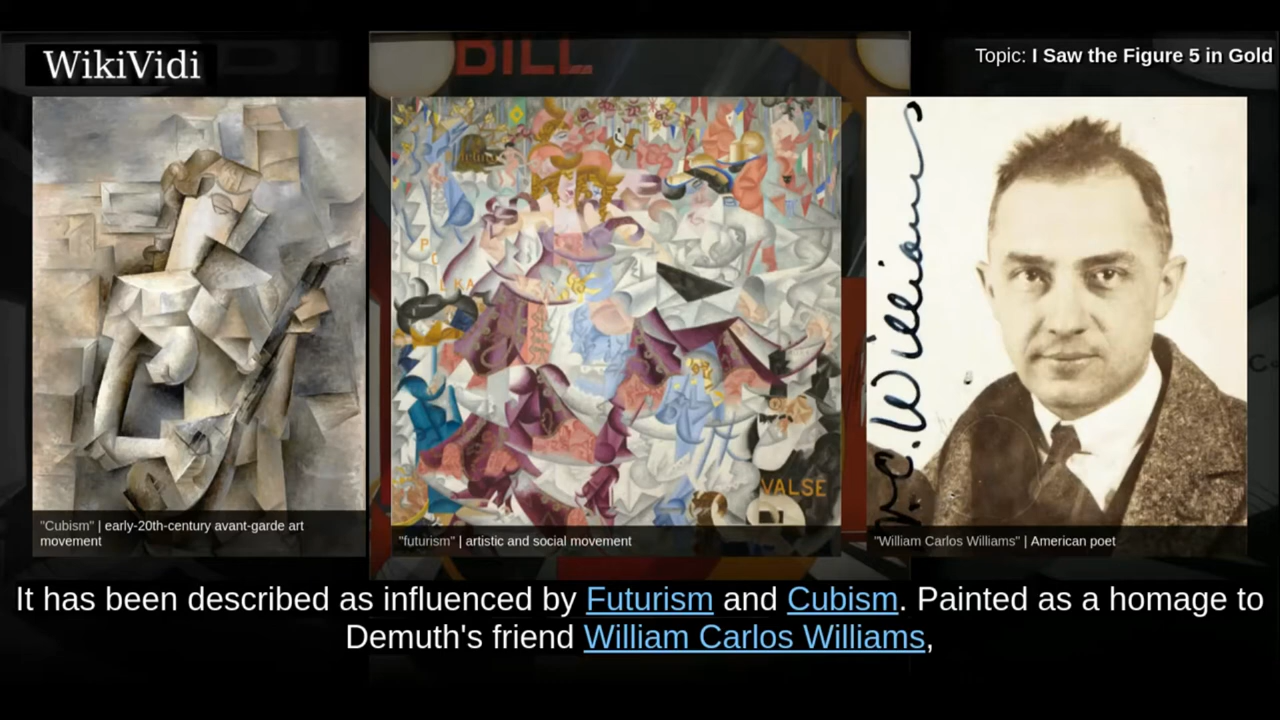 WikiVidi
Topic: I Saw the Figure 5 in Gold
BILL
P
O
L KA
VALSE
W.C. Williams
"Cubism" | early-20th-century avant-garde art
movement
"futurism" | artistic and social movement
"William Carlos Williams" | American poet
It has been described as influenced by Futurism and Cubism. Painted as a homage to
Demuth's friend William Carlos Williams,